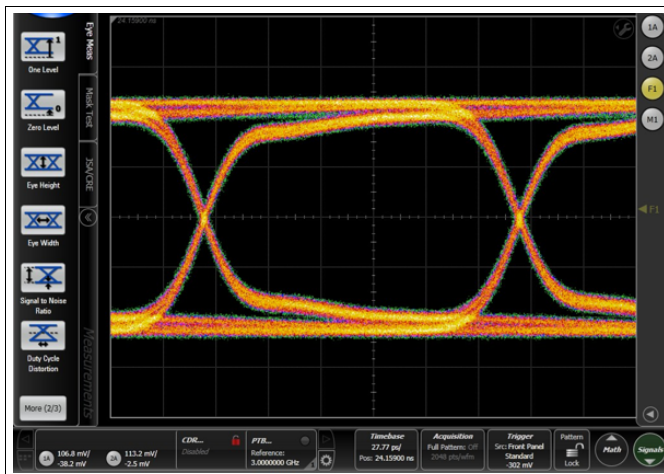 24.15900 ns
Eye Meas
Mask Test
JSA/CRE
Measurements
One Level
Zero Level
Eye Height
Eye Width
Signal to Noise
Ratio
Duty Cycle
Distortion
More (2/3)
1A
2A
F1
M1
F1
1A
106.8 mV/
-38.2 mV/
2A
113.2 mV/
-2.5 mV/
CDR...
Disabled
PTB...
Reference:
3.0000000 GHz
Timebase
27.77 ps/
Pos: 24.15900 ns
Acquisition
Full Pattern: Off
2048 pts/wfm
Trigger
Src: Front Panel
Standard
-302 mV
Pattern
Lock
Math
Signals